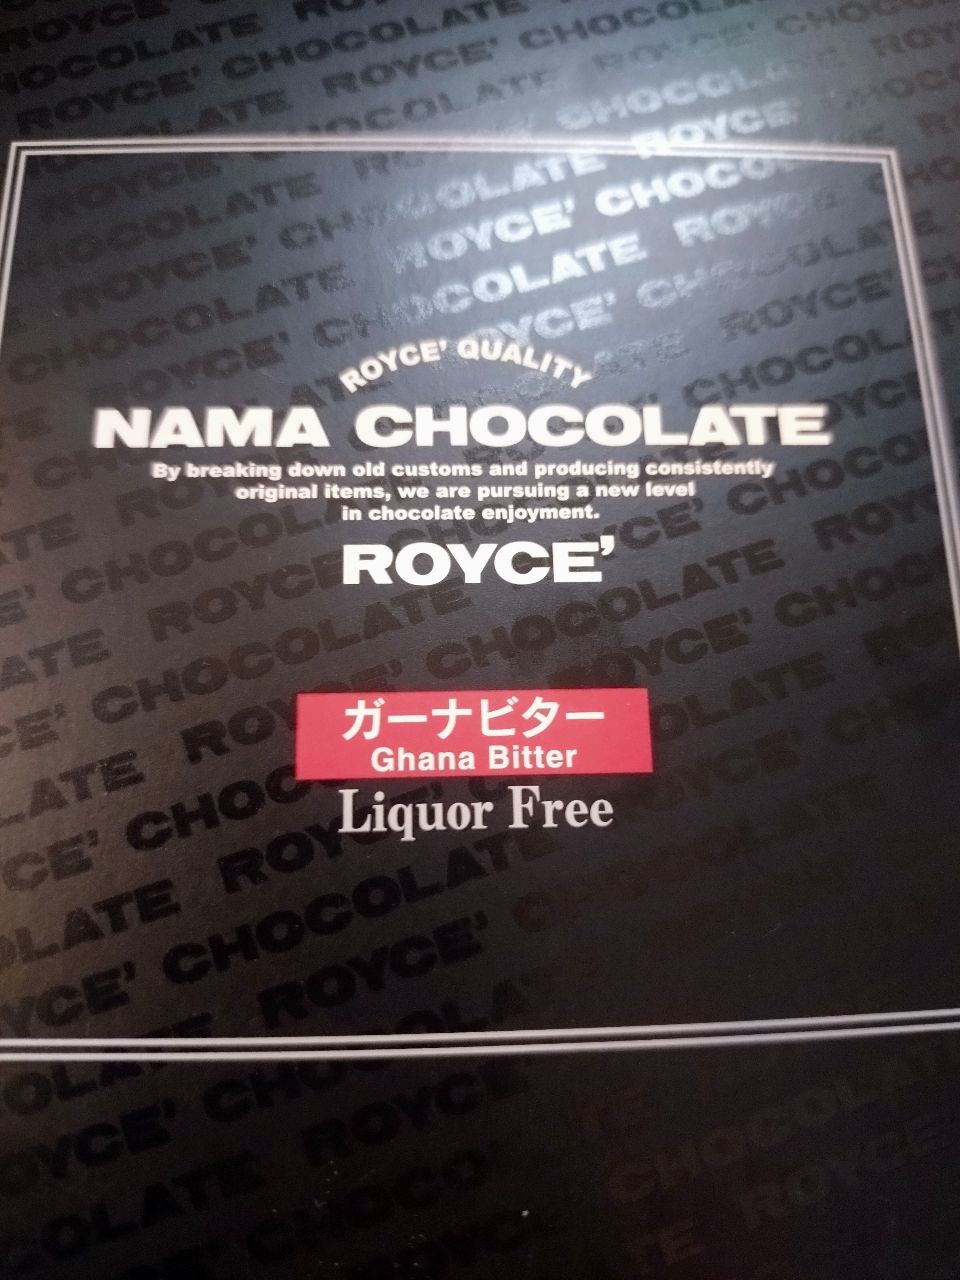 ROYCE' QUALITY
NAMA CHOCOLATE
By breaking down old customs and producing consistently
original items, we are pursuing a new level
in chocolate enjoyment.
ROYCE'
ガーナビター
Ghana Bitter
Liquor Free